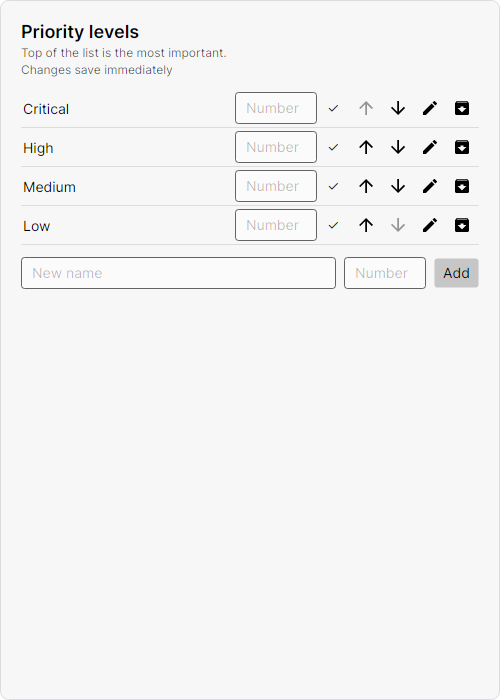 Priority levels
Top of the list is the most important.
Changes save immediately
Critical Number
High Number
Medium Number
Low Number
New name Number Add